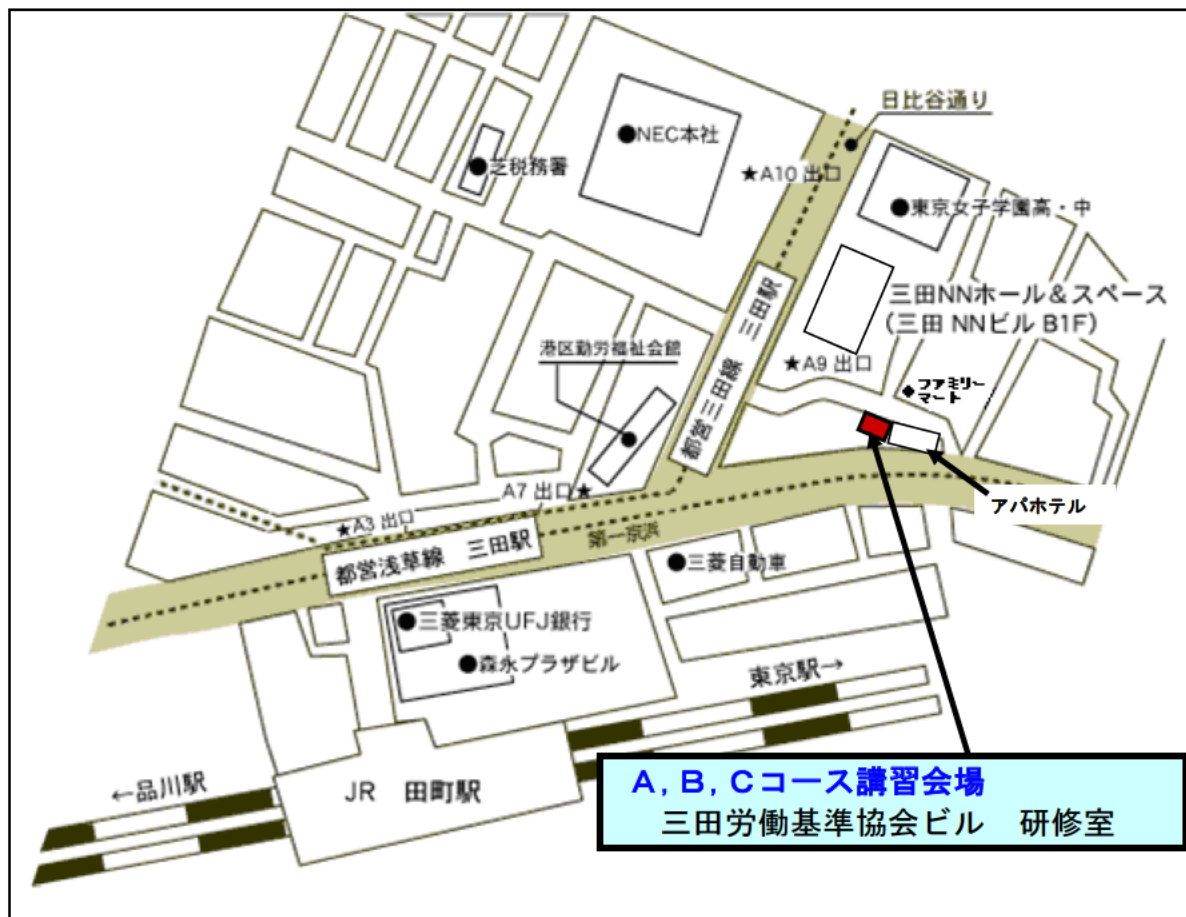 日比谷通り
●NEC本社
●芝税務署
★A10 出口
●東京女子学園高・中
三田NNホール＆スペース
(三田 NNビル B1F)
都営三田線　三田駅
港区勤労福祉会館
★A9 出口
ファミリー
マート
A7 出口★
アパホテル
★A3 出口
第一京浜
都営浅草線　三田駅
●三菱自動車
●三菱東京UFJ銀行
●森永プラザビル
東京駅→
←品川駅
JR　田町駅
A, B, Cコース講習会場
三田労働基準協会ビル　研修室